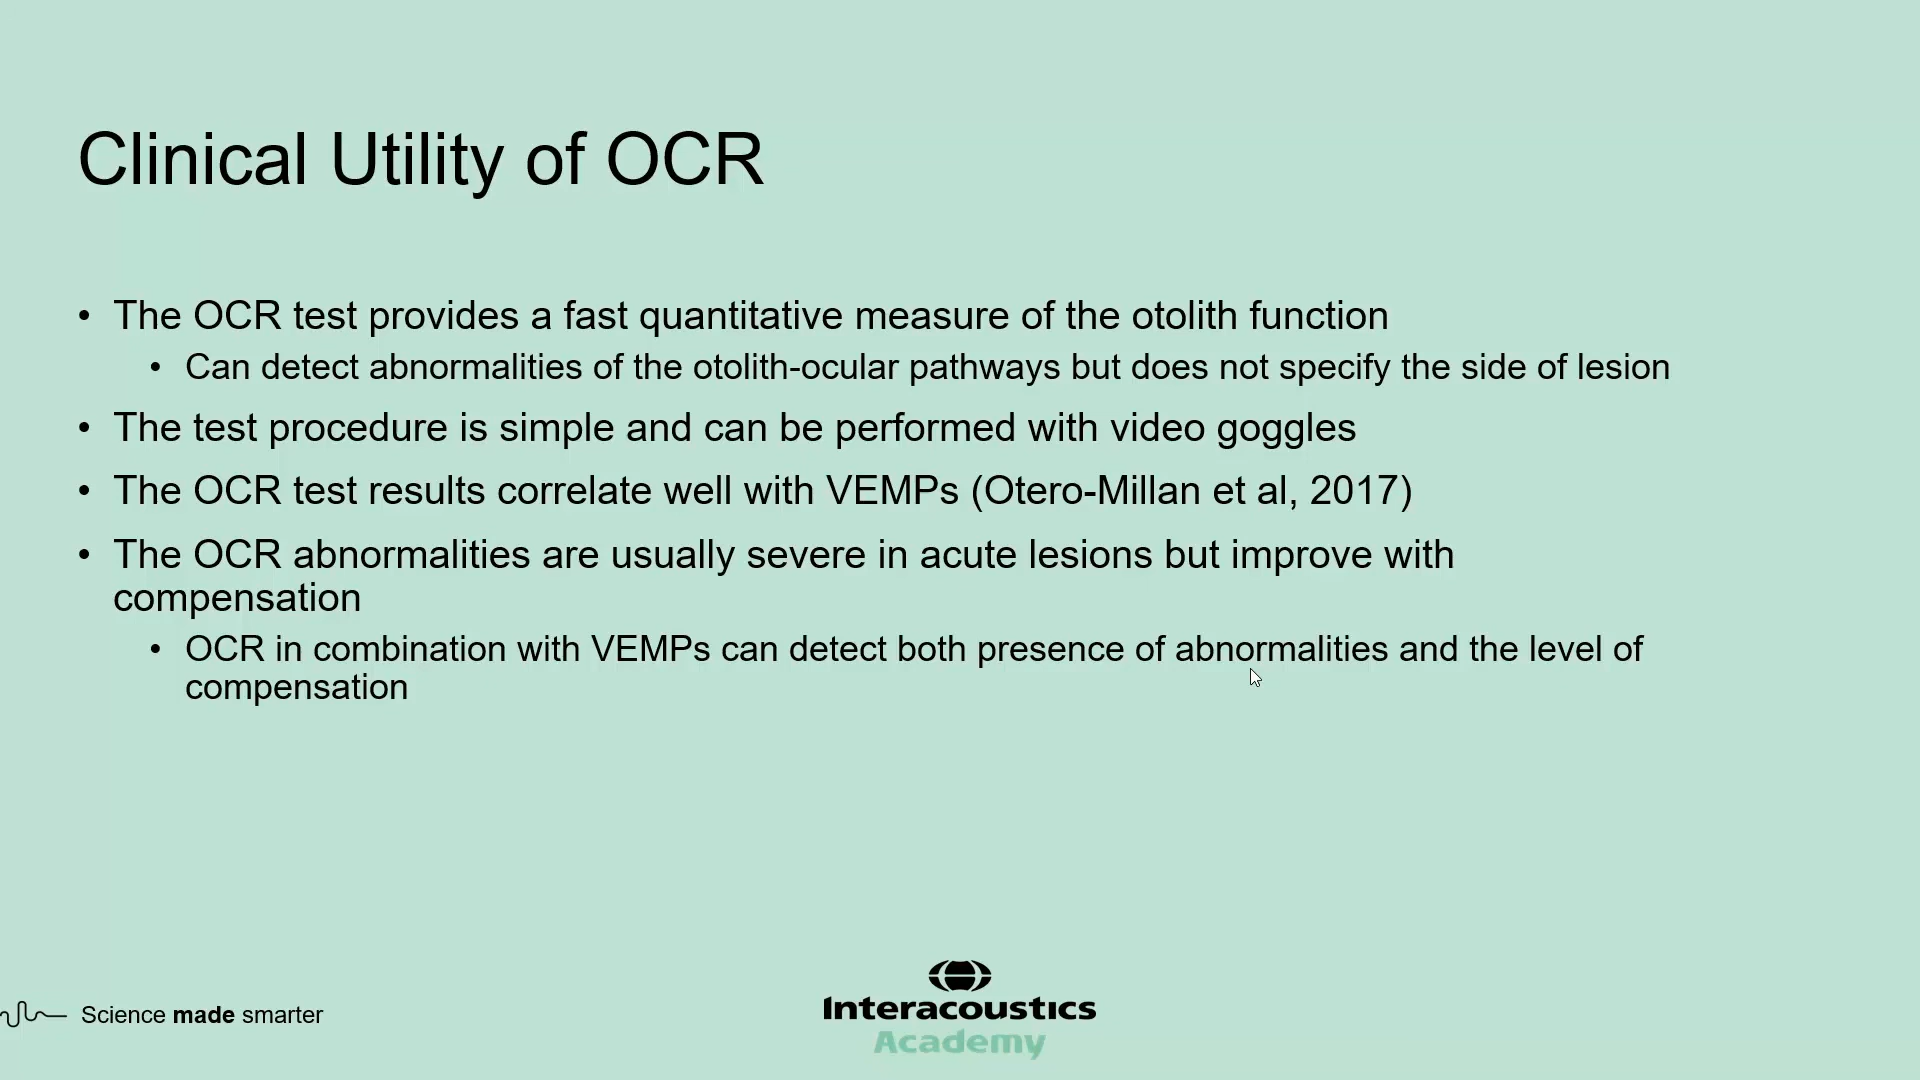 Clinical Utility of OCR
• The OCR test provides a fast quantitative measure of the otolith function
• Can detect abnormalities of the otolith-ocular pathways but does not specify the side of lesion
• The test procedure is simple and can be performed with video goggles
• The OCR test results correlate well with VEMPs (Otero-Millan et al, 2017)
• The OCR abnormalities are usually severe in acute lesions but improve with
compensation
• OCR in combination with VEMPs can detect both presence of abnormalities and the level of
compensation
Science made smarter
Interacoustics
Academy